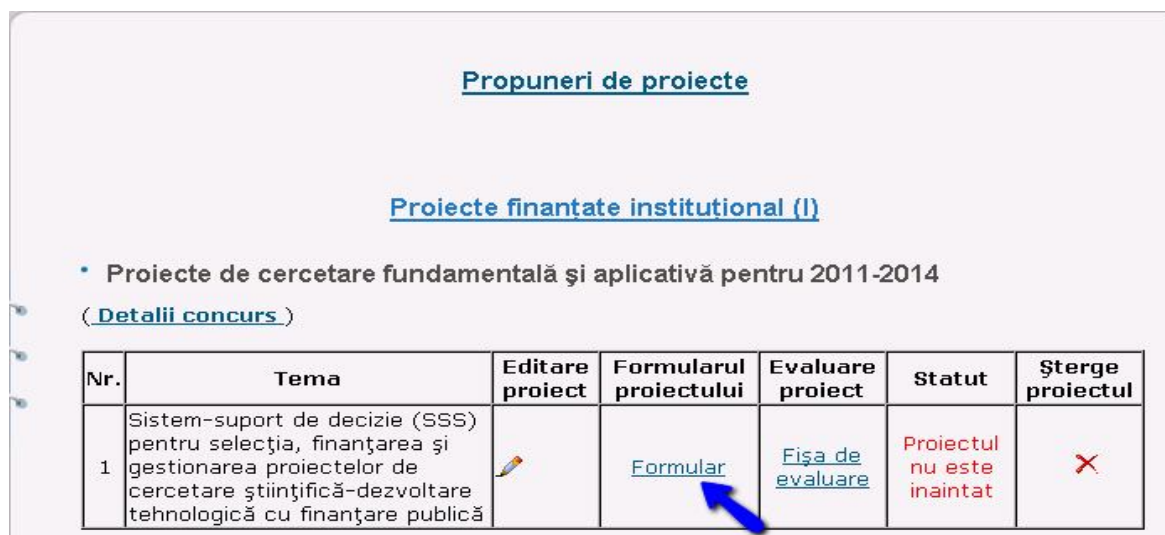 Propuneri de proiecte
Proiecte finanțate instituțional (I)
• Proiecte de cercetare fundamentală şi aplicativă pentru 2011-2014
( Detalii concurs )
Nr. Tema Editare proiect Formularul proiectului Evaluare proiect Statut Şterge proiectul
1
Sistem-suport de decizie (SSS)
pentru selecţia, finanţarea şi
gestionarea proiectelor de
cercetare ştiinţifică-dezvoltare
tehnologică cu finanţare publică
Formular
Fişa de
evaluare
Proiectul
nu este
inaintat